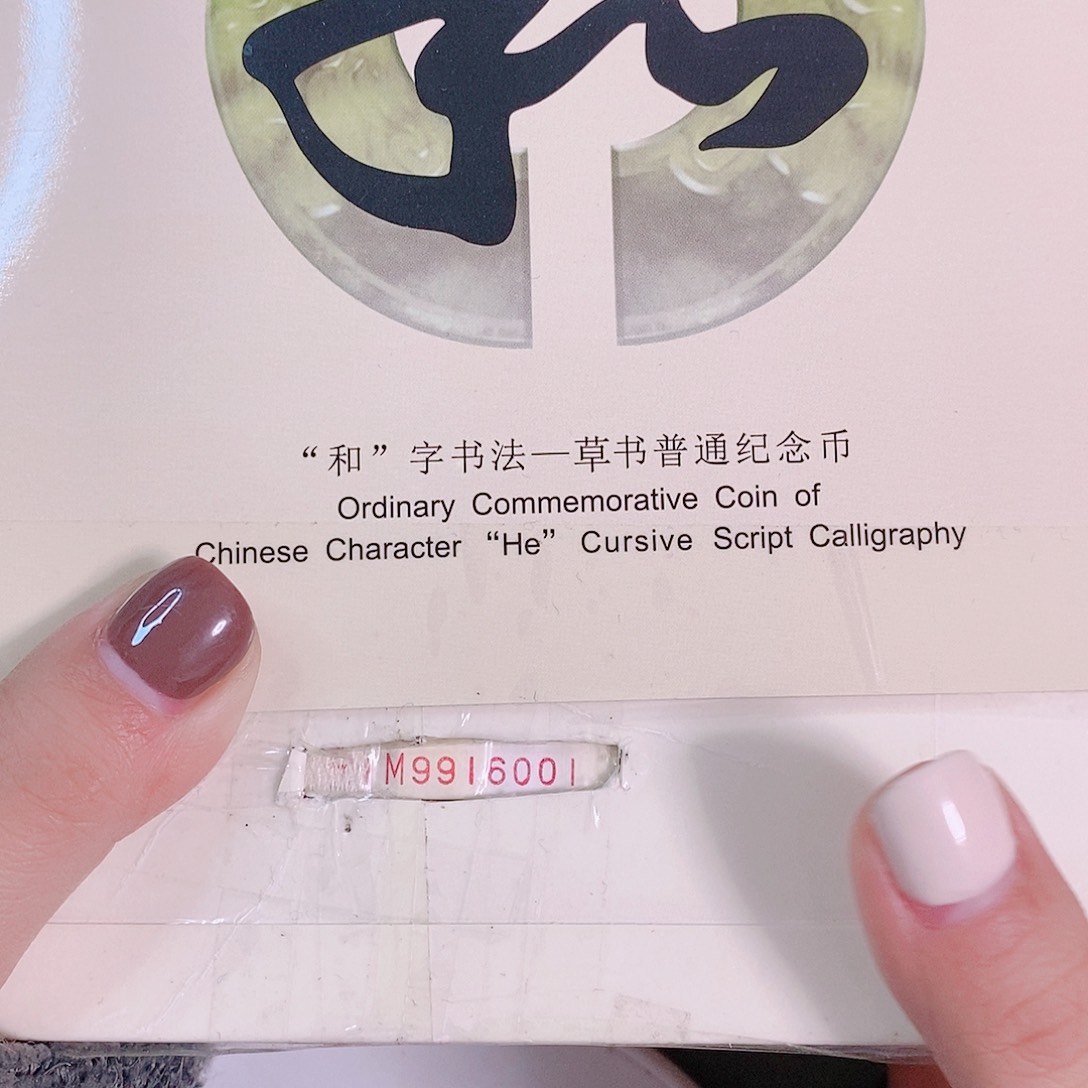 和
“和”字书法—草书普通纪念币
Ordinary Commemorative Coin of
Chinese Character “He” Cursive Script Calligraphy
M9916001